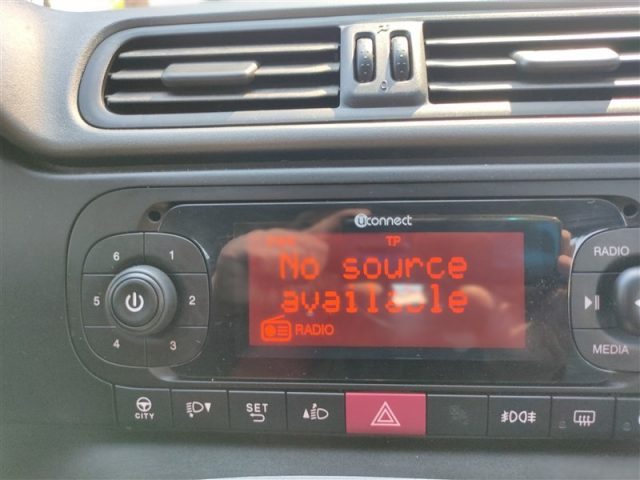 uconnect
TP
No source
available
RADIO
6
1
5
2
4
3
RADIO
MEDIA
CITY
SET